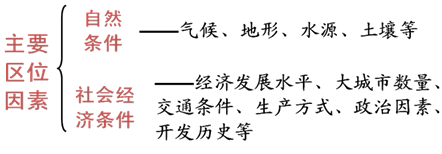 主要
区位
因素
自然
条件
——气候、地形、水源、土壤等
社会经
济条件
——经济发展水平、大城市数量、
交通条件、生产方式、政治因素、
开发历史等